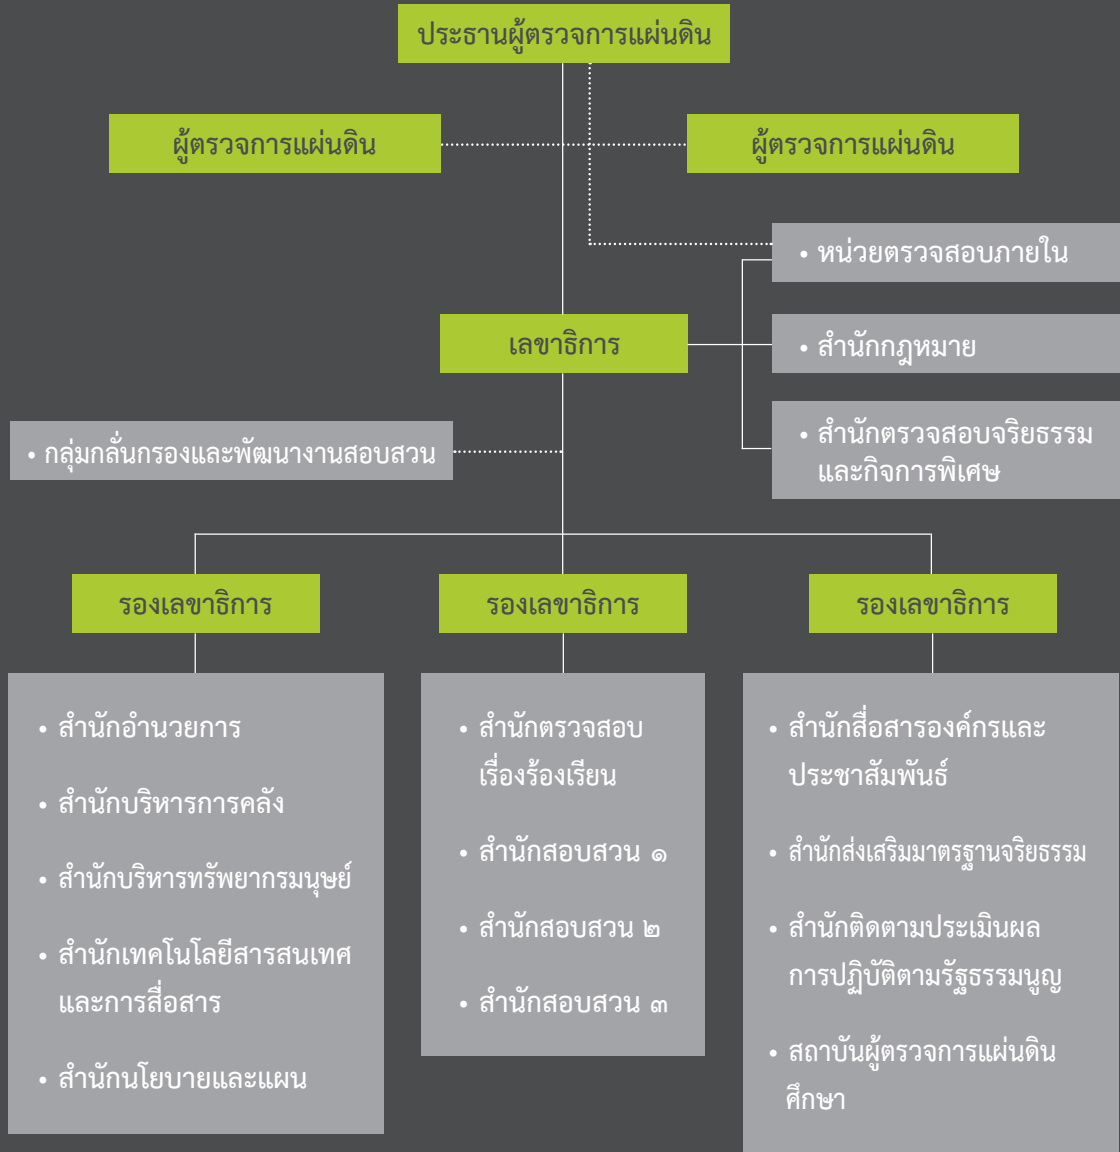 ประธานผู้ตรวจการแผ่นดิน
ผู้ตรวจการแผ่นดิน
ผู้ตรวจการแผ่นดิน
• หน่วยตรวจสอบภายใน
เลขาธิการ
• สำนักกฎหมาย
• สำนักตรวจสอบจริยธรรม
และกิจการพิเศษ
• กลุ่มกลั่นกรองและพัฒนางานสอบสวน
รองเลขาธิการ
รองเลขาธิการ
รองเลขาธิการ
• สำนักอำนวยการ
• สำนักบริหารการคลัง
• สำนักบริหารทรัพยากรมนุษย์
• สำนักเทคโนโลยีสารสนเทศ
และการสื่อสาร
• สำนักนโยบายและแผน
• สำนักตรวจสอบ
เรื่องร้องเรียน
• สำนักสอบสวน ๑
• สำนักสอบสวน ๒
• สำนักสอบสวน ๓
• สำนักสื่อสารองค์กรและ
ประชาสัมพันธ์
• สำนักส่งเสริมมาตรฐานจริยธรรม
• สำนักติดตามประเมินผล
การปฏิบัติตามรัฐธรรมนูญ
• สถาบันผู้ตรวจการแผ่นดิน
ศึกษา